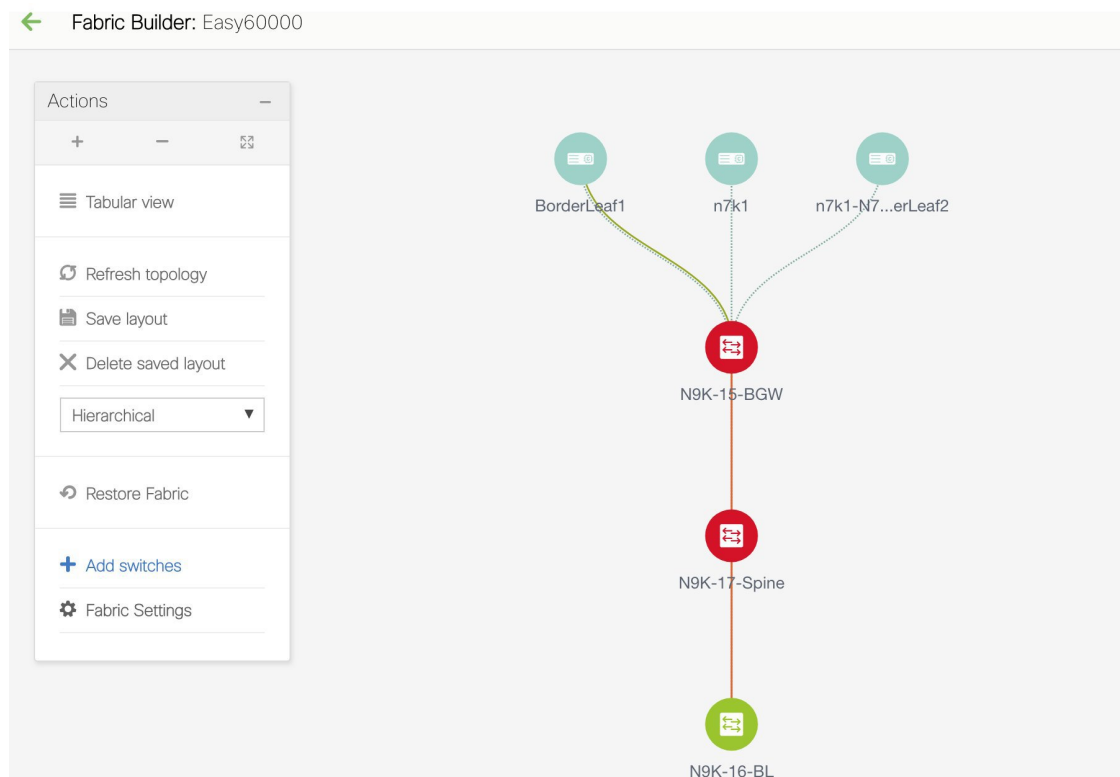 Fabric Builder: Easy60000
Actions
Tabular view
Refresh topology
Save layout
Delete saved layout
Hierarchical
Restore Fabric
Add switches
Fabric Settings
BorderLeaf1
n7k1
n7k1-N7...erLeaf2
N9K-15-BGW
N9K-17-Spine
N9K-16-BL